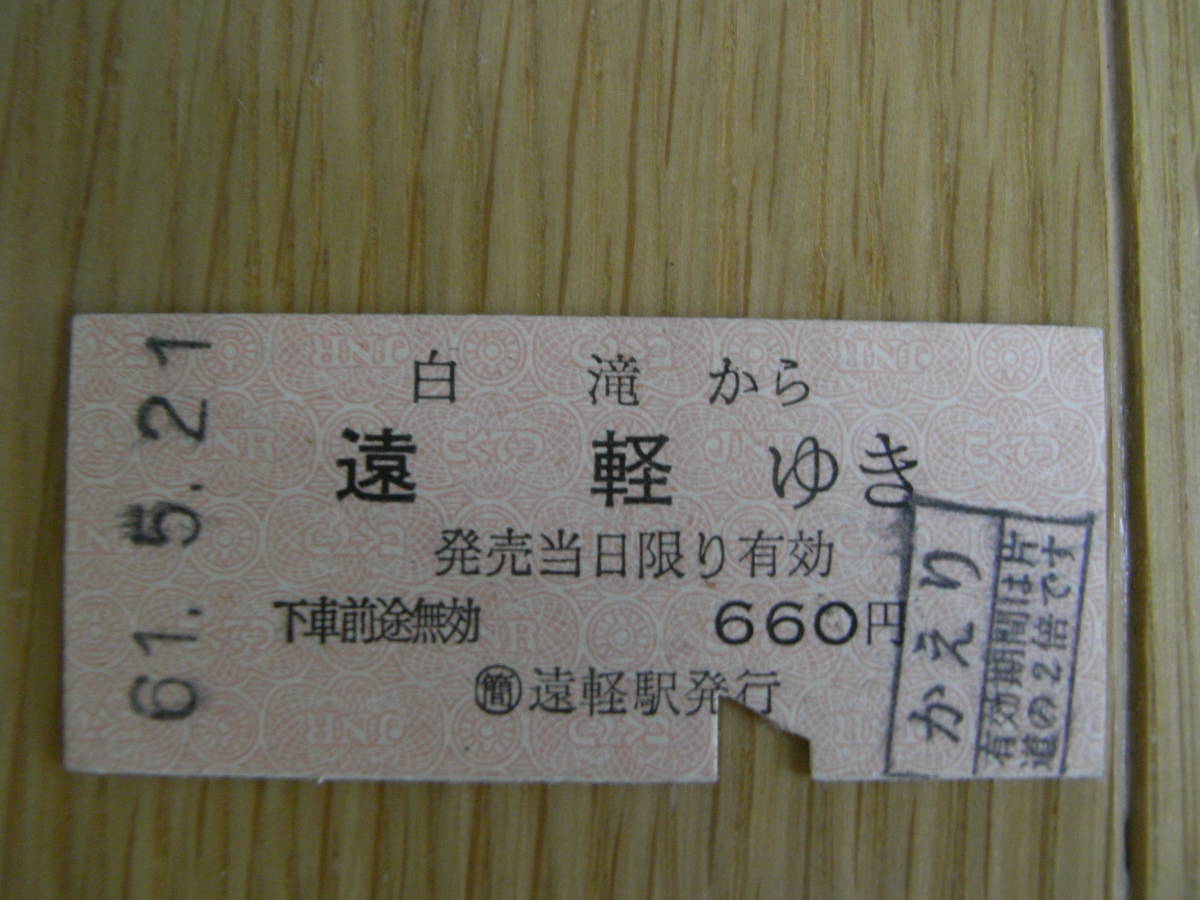 白 滝 から
遠 軽 ゆき
発売当日限り有効
下車前途無効 660円
㊙簡 遠軽駅発行
61. 5. 21
かえり
有効期間は片
道の2倍です